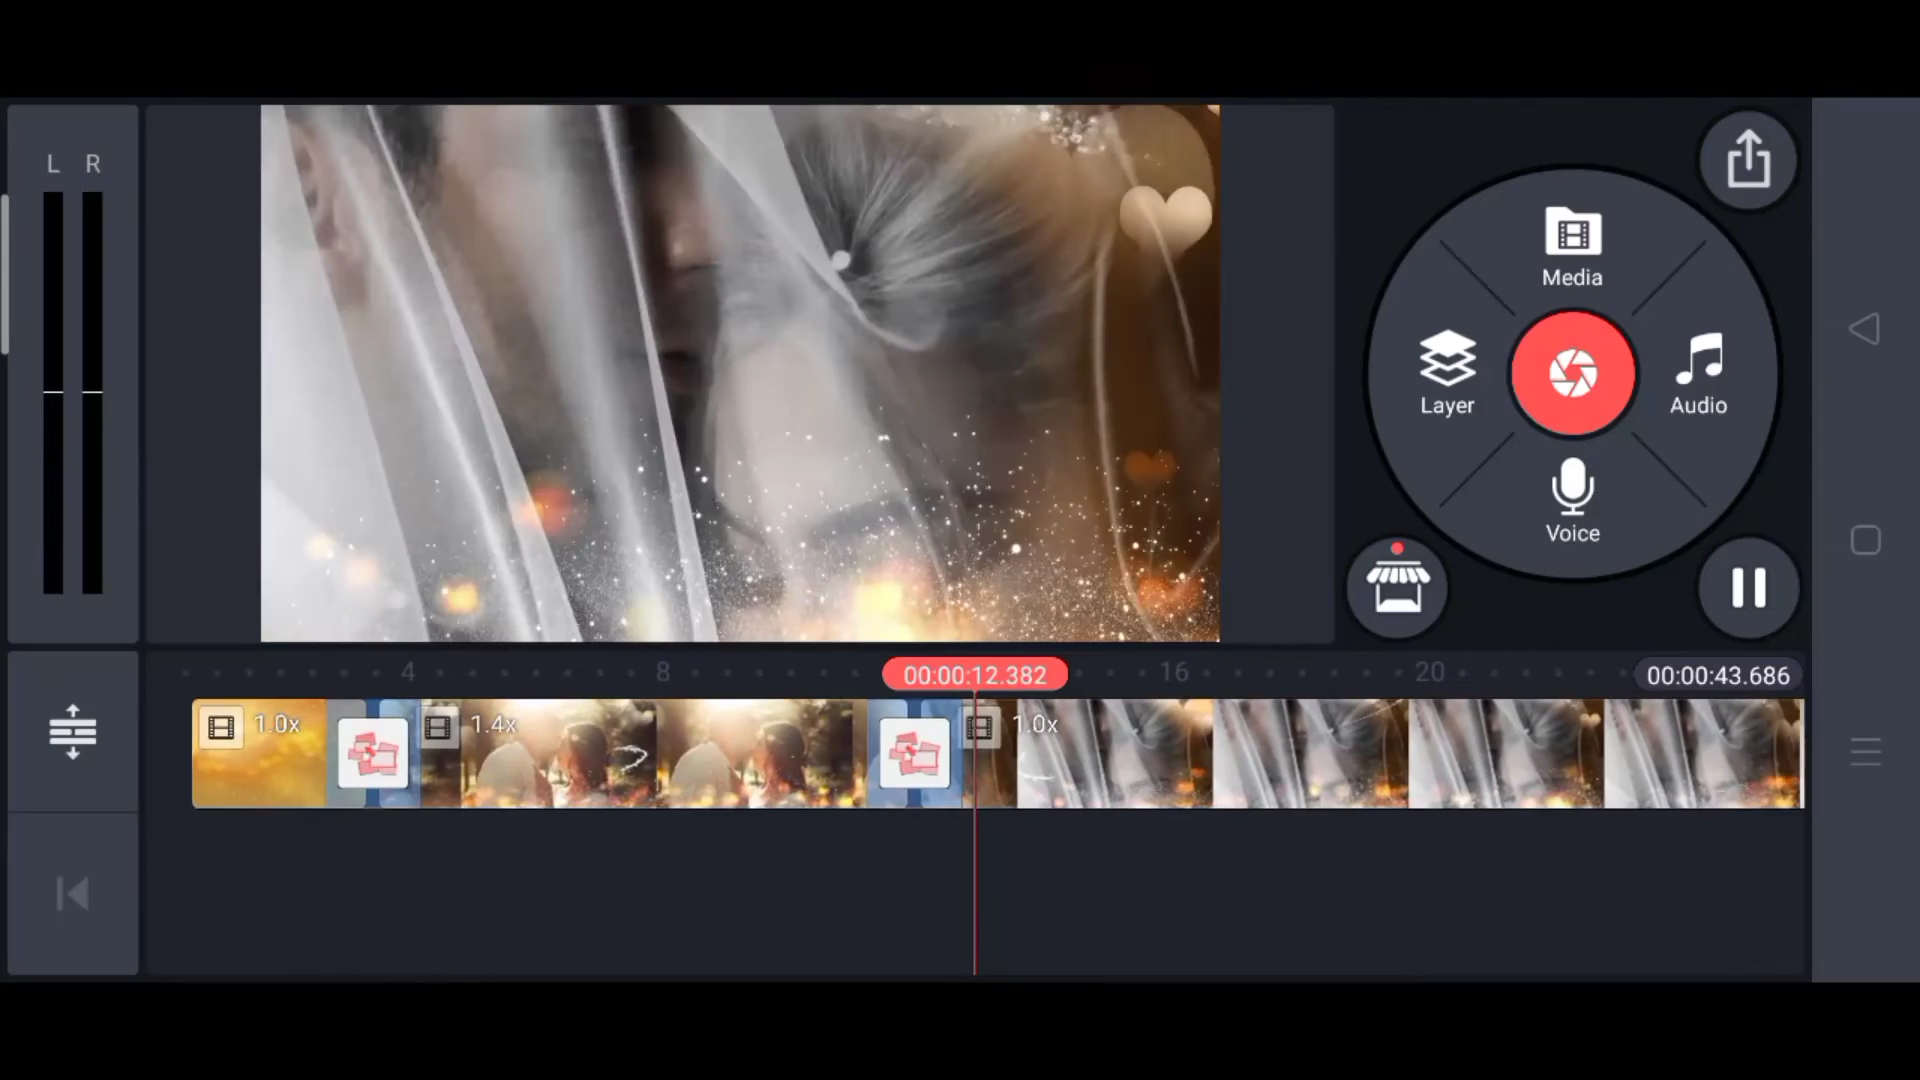 L R
Media
Layer
Audio
Voice
4
8
00:00:12.382
16
20
00:00:43.686
1.0x
1.4x
1.0x